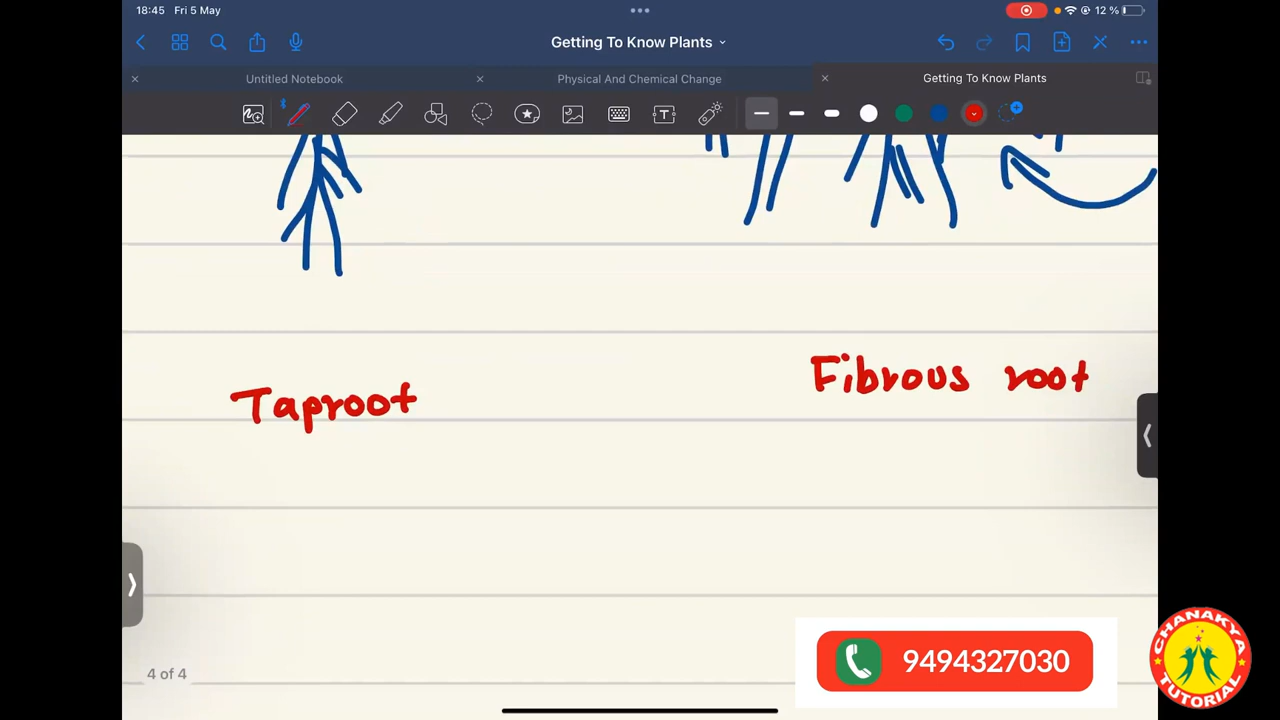 18:45 Fri 5 May
12 %
Getting To Know Plants
Untitled Notebook
Physical And Chemical Change
Getting To Know Plants
Taproot
Fibrous root
4 of 4
9494327030
CHANAKYA
TUTORIAL